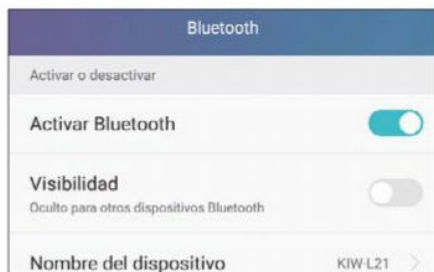 Bluetooth
Activar o desactivar
Activar Bluetooth
Visibilidad
Oculto para otros dispositivos Bluetooth
Nombre del dispositivo KIW-L21